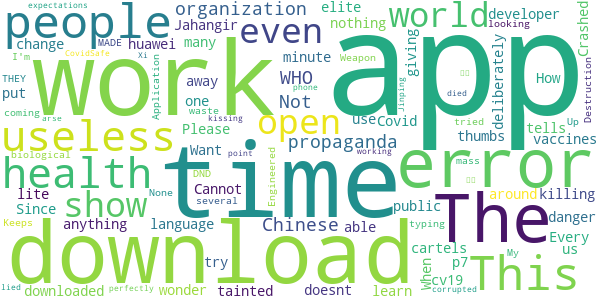 expectations
people
organization
elite
developer
looking
MADE
huawei
Jahangir
even
world
nothing
Crashed
CovidSafe
change
many
I'm
Xi
THEY
put
minute
WHO
giving
Weapon
Application
deliberately
How
work
app
coming
away
Not
died
Jinping
Destruction
arse
one
use
Covid
tried
Up
useless
waste
kissing
open
phone
tells
vaccines
Please
thumbs
biological
Want
propaganda
working
health
time
error
None
DND
Engineered
point
mass
lite
Cannot
around
killing
Since
show
several
The
public
danger
anything
language
Chinese
able
typing
Every
us
download
This
cartels
When
p7
My
Keeps
perfectly
try
cv19
lied
downloaded
wonder
tainted
doesnt
learn
corrupted